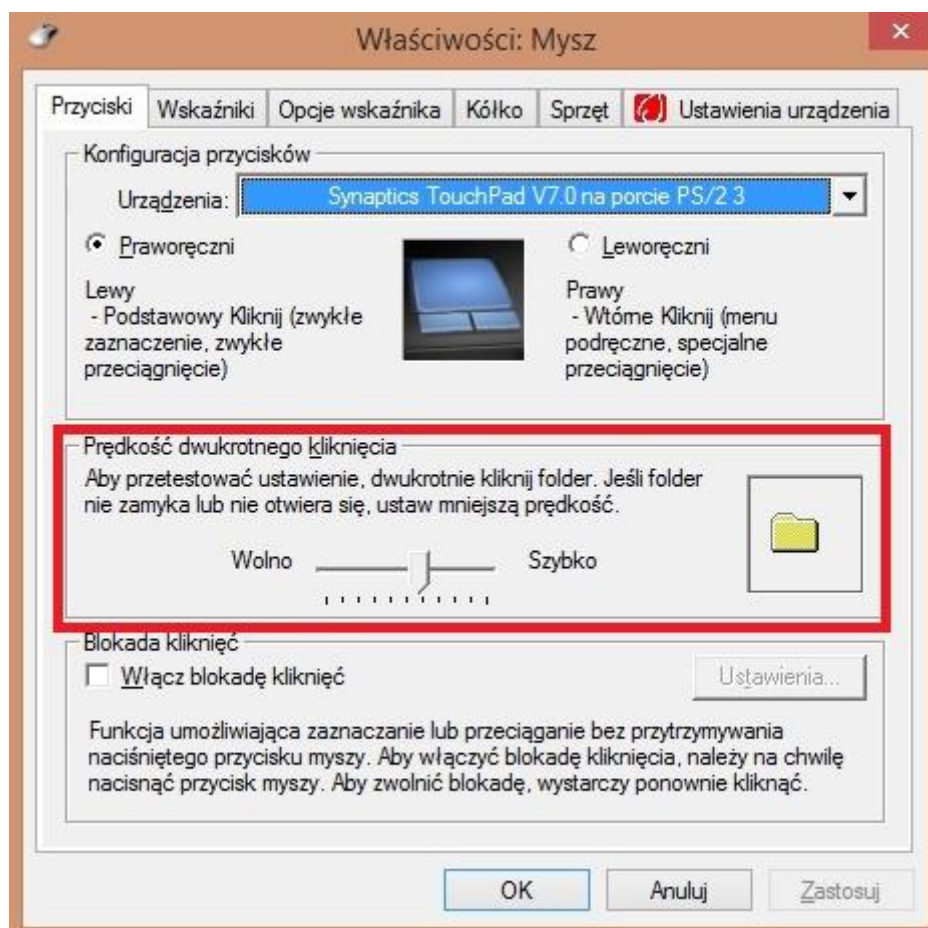 Właściwości: Mysz
Przyciski Wskaźniki Opcje wskaźnika Kółko Sprzęt Ustawienia urządzenia
Konfiguracja przycisków
Urządzenia: Synaptics TouchPad V7.0 na porcie PS/2 3
Praworęczni
Leworęczni
Lewy
- Podstawowy Kliknij (zwykłe
zaznaczenie, zwykłe
przeciągnięcie)
Prawy
- Wtórne Kliknij (menu
podręczne, specjalne
przeciągnięcie)
Prędkość dwukrotnego kliknięcia
Aby przetestować ustawienie, dwukrotnie kliknij folder. Jeśli folder
nie zamyka lub nie otwiera się, ustaw mniejszą prędkość.
Wolno Szybko
Blokada kliknięć
Włącz blokadę kliknięć
Ustawienia...
Funkcja umożliwiająca zaznaczanie lub przeciąganie bez przytrzymywania
naciśniętego przycisku myszy. Aby włączyć blokadę kliknięcia, należy na chwilę
nacisnąć przycisk myszy. Aby zwolnić blokadę, wystarczy ponownie kliknąć.
OK Anuluj Zastosuj